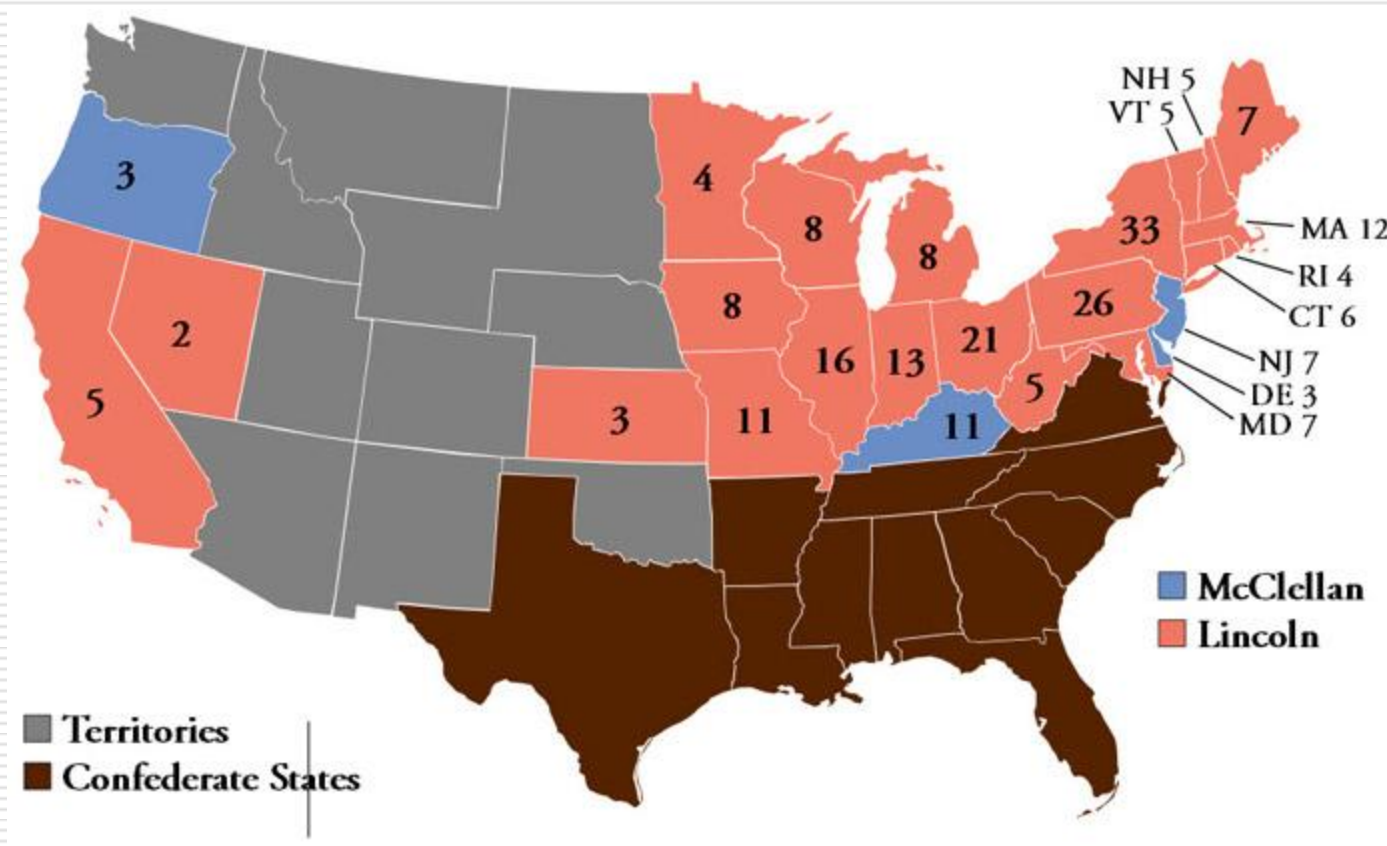 NH 5
VT 5
7
3
4
8
33
MA 12
8
RI 4
8
26
CT 6
2
16
13
21
NJ 7
5
5
DE 3
3
11
11
MD 7
McClellan
Lincoln
Territories
Confederate States